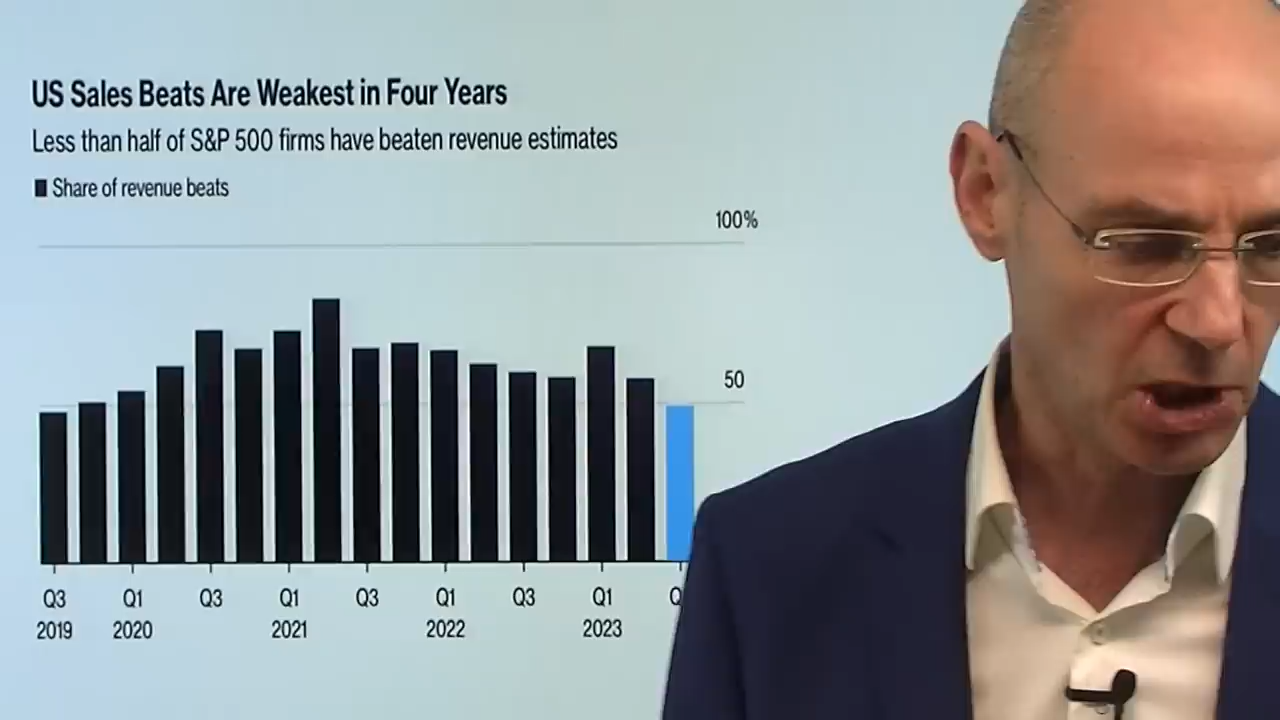 US Sales Beats Are Weakest in Four Years
Less than half of S&P 500 firms have beaten revenue estimates
Share of revenue beats
100%
50
Q3 Q1 Q3 Q1 Q3 Q1 Q3 Q1 Q
2019 2020 2021 2022 2023